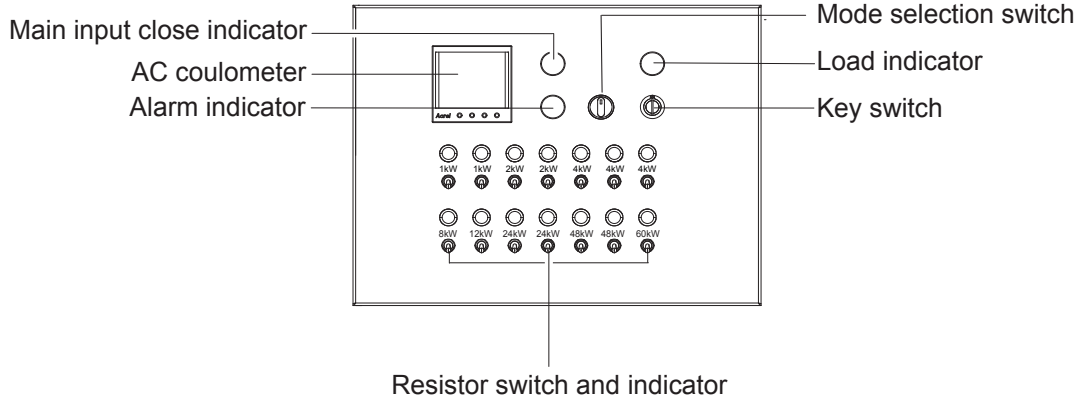 Mode selection switch
Main input close indicator
Load indicator
AC coulometer
Alarm indicator
Key switch
Acrel
1kW 1kW 2kW 2kW 4kW 4kW 4kW
8kW 12kW 24kW 24kW 48kW 48kW 60kW
Resistor switch and indicator